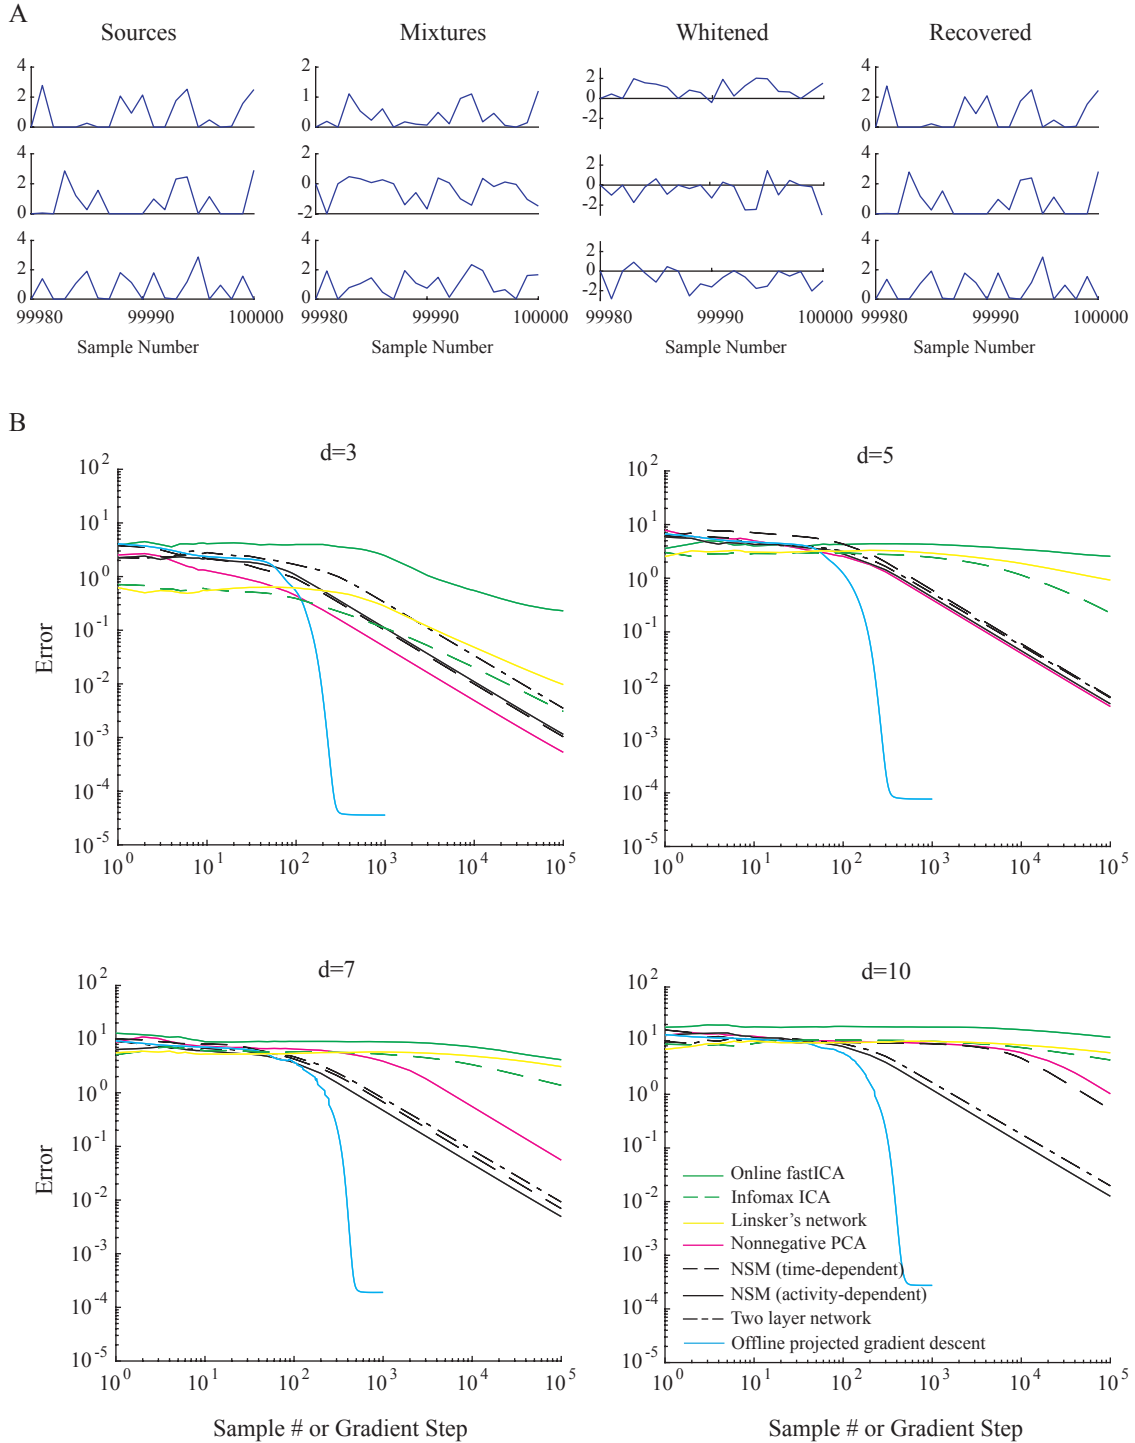 A
Sources Mixtures Whitened Recovered
4 2 0
2 1 0
2 0 -2
4 2 0
4 2 0
2 0 -2
2 0 -2
4 2 0
4 2 0
4 2 0
2 0 -2
4 2 0
99980 99990 100000
99980 99990 100000
99980 99990 100000
99980 99990 100000
Sample Number Sample Number Sample Number Sample Number
B
d=3
10^2
10^1
10^0
10^-1
10^-2
10^-3
10^-4
10^-5
Error
10^0 10^1 10^2 10^3 10^4 10^5
d=5
10^2
10^1
10^0
10^-1
10^-2
10^-3
10^-4
10^-5
10^0 10^1 10^2 10^3 10^4 10^5
d=7
10^2
10^1
10^0
10^-1
10^-2
10^-3
10^-4
10^-5
Error
10^0 10^1 10^2 10^3 10^4 10^5
Sample # or Gradient Step
d=10
10^2
10^1
10^0
10^-1
10^-2
10^-3
10^-4
10^-5
Online fastICA
Infomax ICA
Linsker's network
Nonnegative PCA
NSM (time-dependent)
NSM (activity-dependent)
Two layer network
Offline projected gradient descent
10^0 10^1 10^2 10^3 10^4 10^5
Sample # or Gradient Step